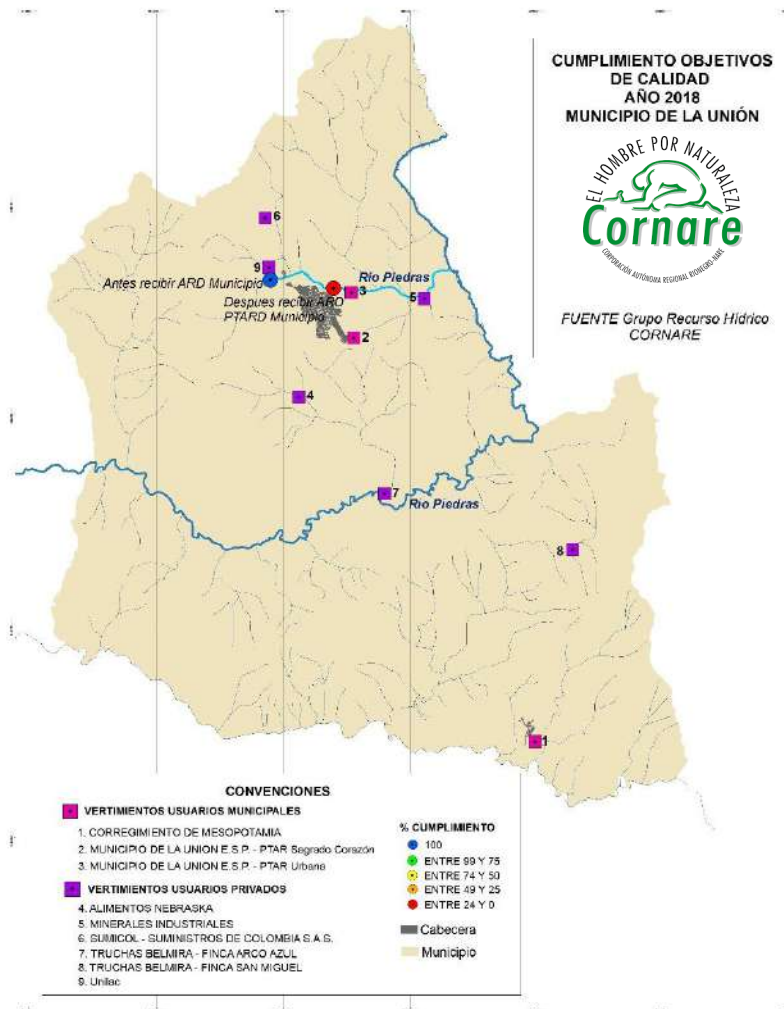 CUMPLIMIENTO OBJETIVOS
DE CALIDAD
AÑO 2018
MUNICIPIO DE LA UNIÓN
EL HOMBRE POR NATURALEZA
Cornare
CORPORACIÓN AUTÓNOMA REGIONAL RIONEGRO-NARE
FUENTE Grupo Recurso Hídrico
CORNARE
6
9
Antes recibir ARD Municipio
Rio Piedras
3
5
Despues recibir ARD
PTARD Municipio
2
4
7
Rio Piedras
8
1
CONVENCIONES
VERTIMIENTOS USUARIOS MUNICIPALES
1. CORREGIMIENTO DE MESOPOTAMIA
2. MUNICIPIO DE LA UNION E.S.P. - PTAR Sagrado Corazón
3. MUNICIPIO DE LA UNION E.S.P. - PTAR Urbana
VERTIMIENTOS USUARIOS PRIVADOS
4. ALIMENTOS NEBRASKA
5. MINERALES INDUSTRIALES
6. SUMICOL - SUMINISTROS DE COLOMBIA S.A.S.
7. TRUCHAS BELMIRA - FINCA ARCO AZUL
8. TRUCHAS BELMIRA - FINCA SAN MIGUEL
9. Unilac
% CUMPLIMIENTO
100
ENTRE 99 Y 75
ENTRE 74 Y 50
ENTRE 49 Y 25
ENTRE 24 Y 0
Cabecera
Municipio